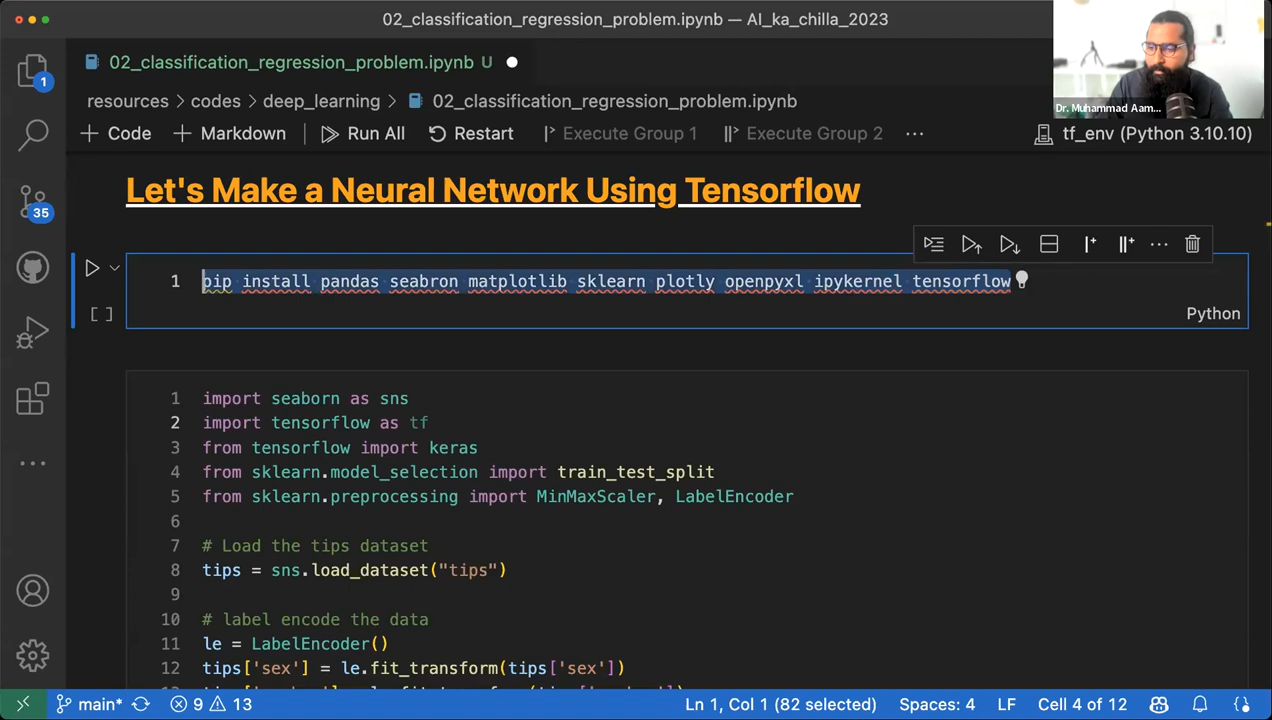 02_classification_regression_problem.ipynb — AI_ka_chilla_2023
02_classification_regression_problem.ipynb U
resources > codes > deep_learning > 02_classification_regression_problem.ipynb
+ Code + Markdown Run All Restart Execute Group 1 Execute Group 2 ... tf_env (Python 3.10.10)
Dr. Muhammad Aam...
1
35
Let's Make a Neural Network Using Tensorflow
1 pip install pandas seabron matplotlib sklearn plotly openpyxl ipykernel tensorflow
[ ]
Python
1 import seaborn as sns
2 import tensorflow as tf
3 from tensorflow import keras
4 from sklearn.model_selection import train_test_split
5 from sklearn.preprocessing import MinMaxScaler, LabelEncoder
6
7 # Load the tips dataset
8 tips = sns.load_dataset("tips")
9
10 # label encode the data
11 le = LabelEncoder()
12 tips['sex'] = le.fit_transform(tips['sex'])
main* 9 13 Ln 1, Col 1 (82 selected) Spaces: 4 LF Cell 4 of 12